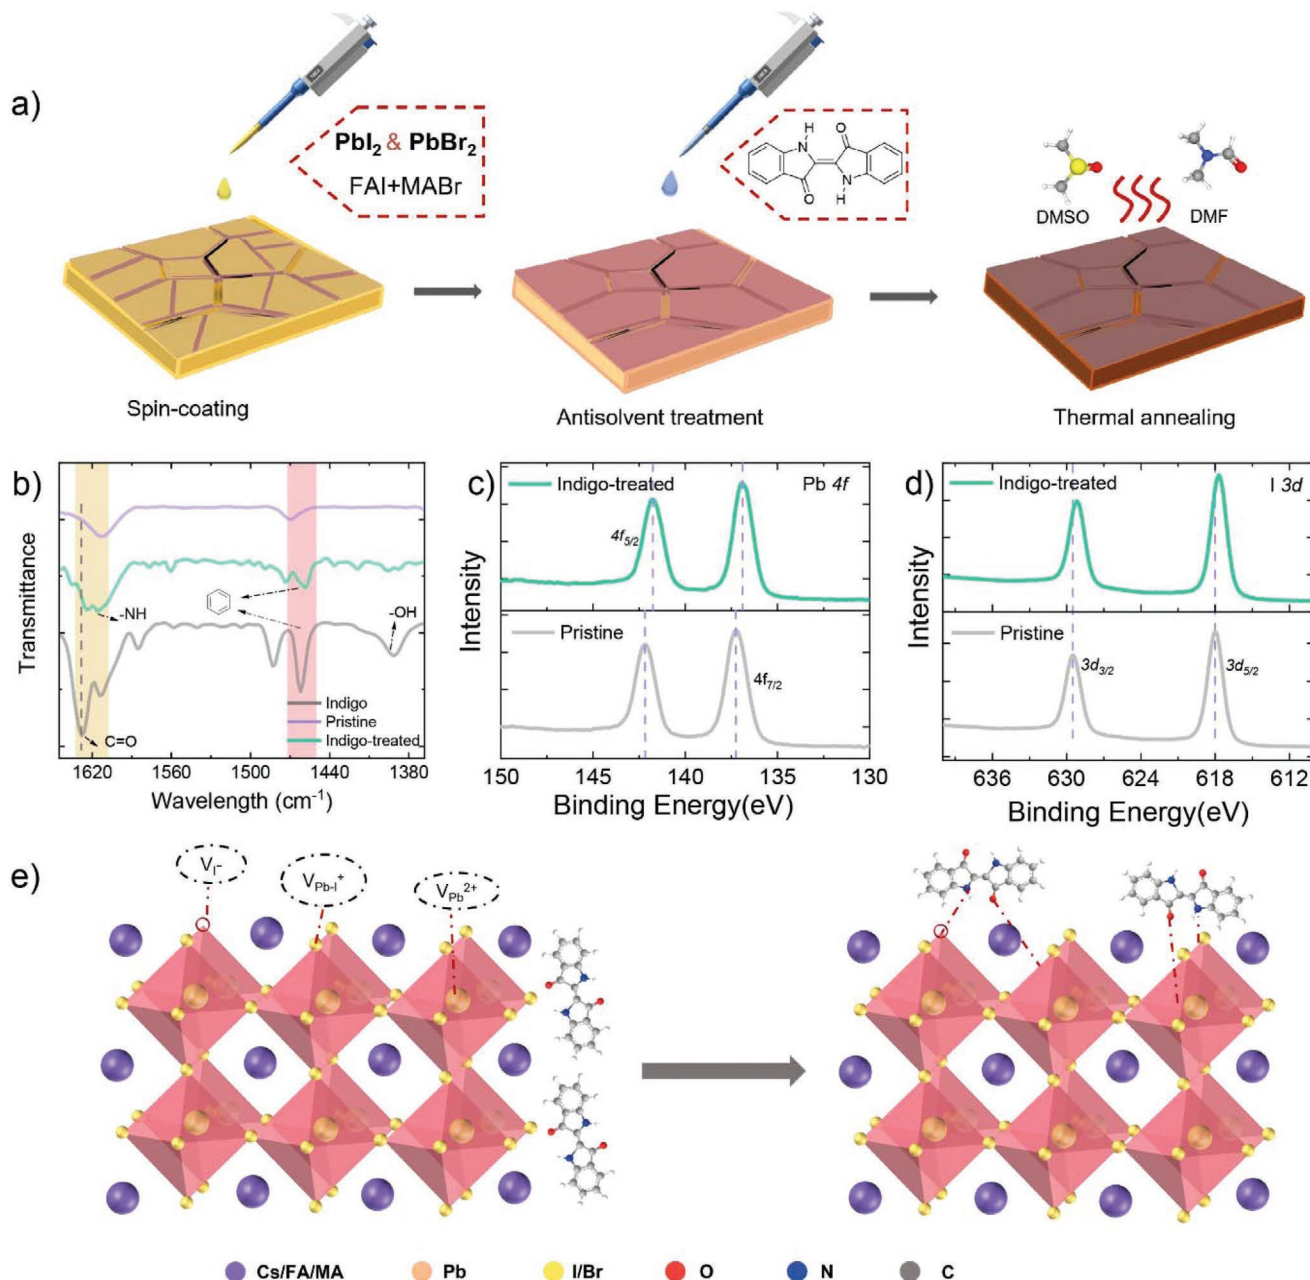 a)
PbI₂ & PbBr₂
FAI+MABr
N
H
O
O
N
H
DMSO
DMF
Spin-coating
Antisolvent treatment
Thermal annealing
b)
Transmittance
-NH
-OH
C=O
Indigo
Pristine
Indigo-treated
1620 1560 1500 1440 1380
Wavelength (cm⁻¹)
c)
Intensity
Indigo-treated
Pb 4f
4f₅/₂
Pristine
4f₇/₂
150 145 140 135 130
Binding Energy(eV)
d)
Intensity
Indigo-treated
I 3d
Pristine
3d₃/₂
3d₅/₂
636 630 624 618 612
Binding Energy(eV)
e)
V_I⁻
V_Pb-I⁺
V_Pb²⁺
Cs/FA/MA Pb I/Br O N C